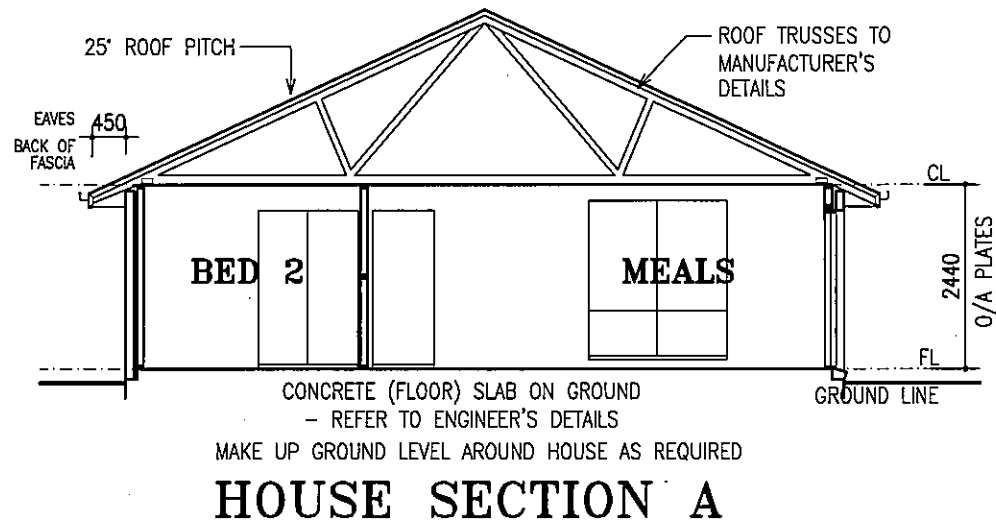 25° ROOF PITCH
ROOF TRUSSES TO
MANUFACTURER'S
DETAILS
EAVES
450
BACK OF
FASCIA
CL
BED 2
MEALS
2440
O/A PLATES
FL
CONCRETE (FLOOR) SLAB ON GROUND
GROUND LINE
– REFER TO ENGINEER'S DETAILS
MAKE UP GROUND LEVEL AROUND HOUSE AS REQUIRED
HOUSE SECTION A